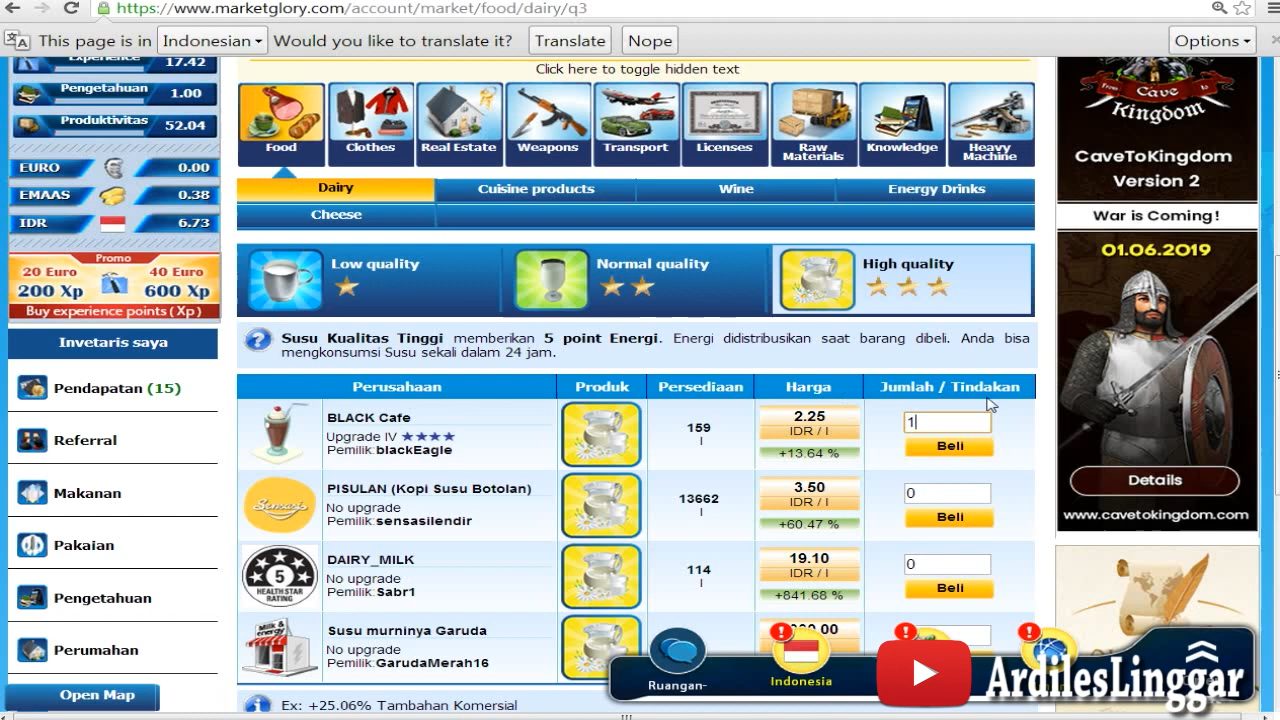 https://www.marketglory.com/account/market/food/dairy/q3
This page is in Indonesian Would you like to translate it? Translate Nope Options
Experience 17.42
Pengetahuan 1.00
Produktivitas 52.04
EURO 0.00
EMAAS 0.38
IDR 6.73
Promo
20 Euro 40 Euro
200 Xp 600 Xp
Buy experience points ( Xp )
Invetaris saya
Pendapatan (15)
Referral
Makanan
Pakaian
Pengetahuan
Perumahan
Open Map
Click here to toggle hidden text
Food Clothes Real Estate Weapons Transport Licenses Raw Materials Knowledge Heavy Machine
Dairy Cuisine products Wine Energy Drinks
Cheese
Low quality Normal quality High quality
Susu Kualitas Tinggi memberikan 5 point Energi. Energi didistribusikan saat barang dibeli. Anda bisa
mengkonsumsi Susu sekali dalam 24 jam.
Perusahaan Produk Persediaan Harga Jumlah / Tindakan
BLACK Cafe
Upgrade IV
Pemilik:blackEagle
159
l
2.25
IDR / l
+13.64 %
1
Beli
PISULAN (Kopi Susu Botolan)
No upgrade
Pemilik:sensasilendir
Sensasis
13662
l
3.50
IDR / l
+60.47 %
0
Beli
DAIRY_MILK
No upgrade
Pemilik:Sabr1
5
HEALTH STAR
RATING
114
l
19.10
IDR / l
+841.68 %
0
Beli
Susu murninya Garuda
No upgrade
Pemilik:GarudaMerah16
Milk &
energy
Ex: +25.06% Tambahan Komersial
Ruangan-
Indonesia
ArdilesLinggar
From Cave to
Kingdom
CaveToKingdom
Version 2
War is Coming!
01.06.2019
Details
www.cavetokingdom.com